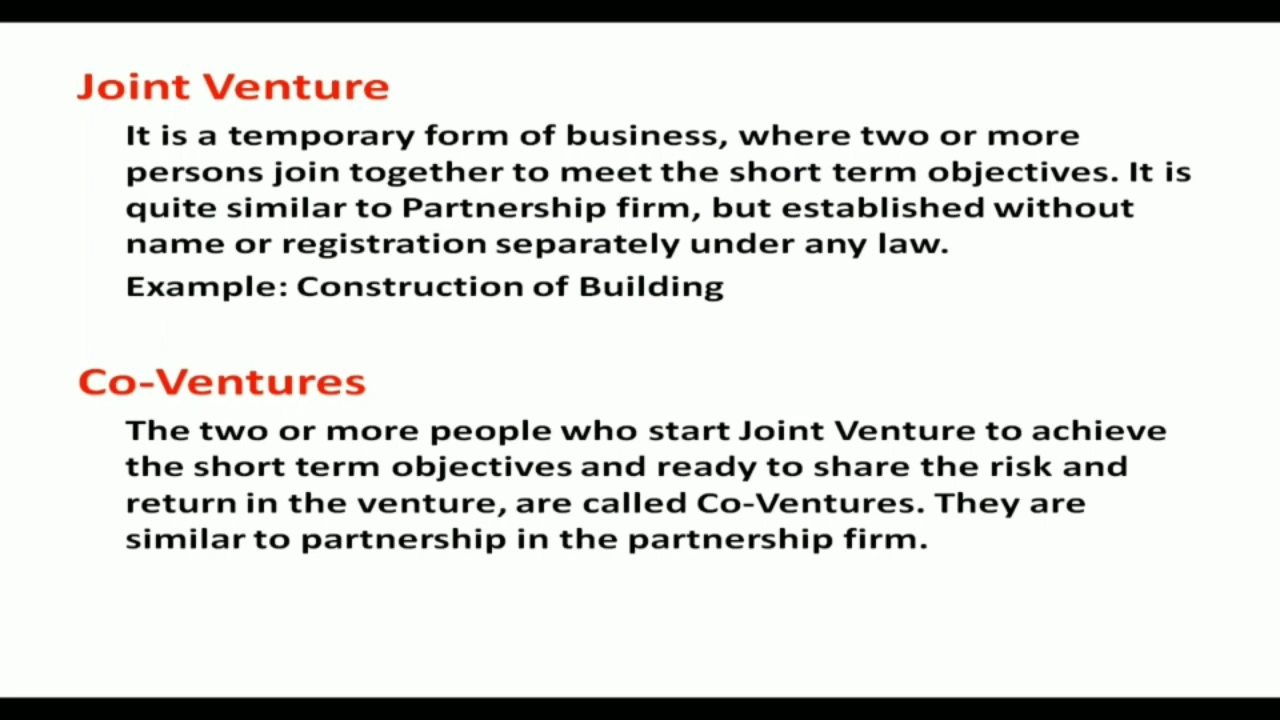 Joint Venture
It is a temporary form of business, where two or more
persons join together to meet the short term objectives. It is
quite similar to Partnership firm, but established without
name or registration separately under any law.
Example: Construction of Building
Co-Ventures
The two or more people who start Joint Venture to achieve
the short term objectives and ready to share the risk and
return in the venture, are called Co-Ventures. They are
similar to partnership in the partnership firm.